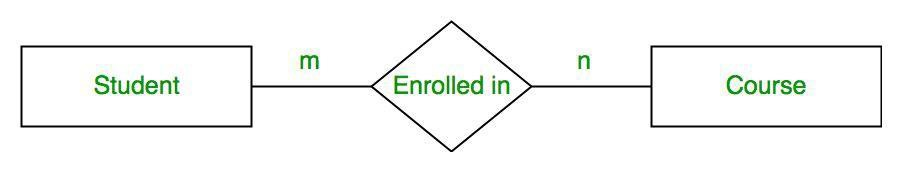 Student
m
Enrolled in
n
Course